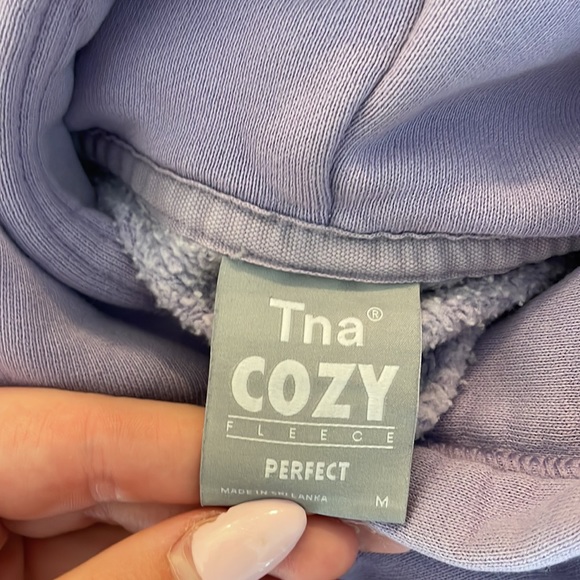 Tna®
COZY
FLEECE
PERFECT
MADE IN SRI LANKA M